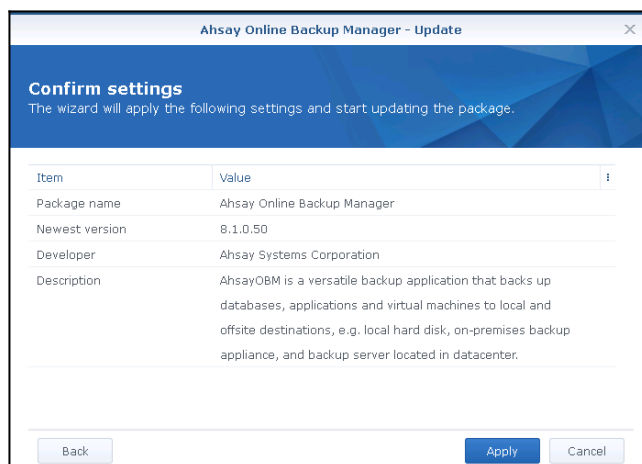 Ahsay Online Backup Manager - Update
Confirm settings
The wizard will apply the following settings and start updating the package.
Item Value
Package name Ahsay Online Backup Manager
Newest version 8.1.0.50
Developer Ahsay Systems Corporation
Description AhsayOBM is a versatile backup application that backs up
databases, applications and virtual machines to local and
offsite destinations, e.g. local hard disk, on-premises backup
appliance, and backup server located in datacenter.
Back Apply Cancel